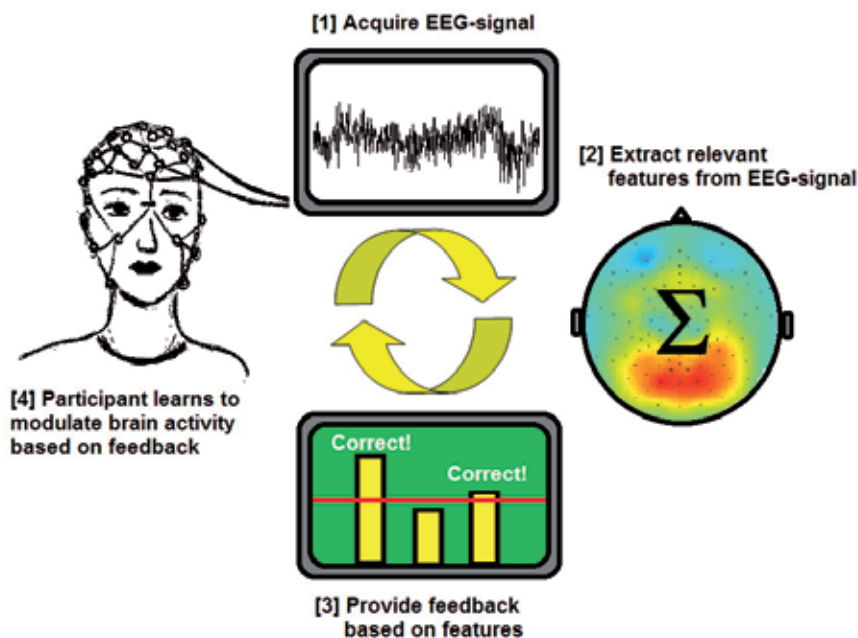 [1] Acquire EEG-signal
[2] Extract relevant
features from EEG-signal
Σ
[4] Participant learns to
modulate brain activity
based on feedback
Correct!
Correct!
[3] Provide feedback
based on features